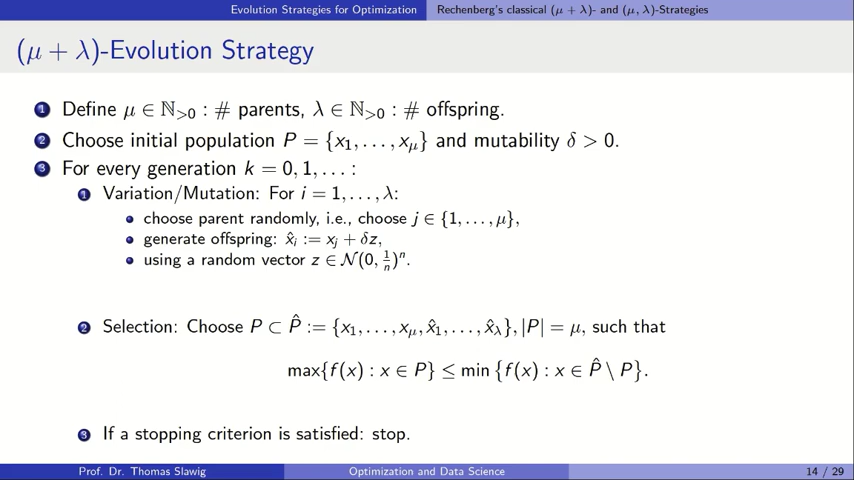 Evolution Strategies for Optimization Rechenberg's classical (μ + λ)- and (μ, λ)-Strategies
(μ + λ)-Evolution Strategy
1 Define μ ∈ ℕ>0 : # parents, λ ∈ ℕ>0 : # offspring.
2 Choose initial population P = {x₁, . . . , xμ} and mutability δ > 0.
3 For every generation k = 0, 1, . . . :
1 Variation/Mutation: For i = 1, . . . , λ:
• choose parent randomly, i.e., choose j ∈ {1, . . . , μ},
• generate offspring: x̂ᵢ := xⱼ + δz,
• using a random vector z ∈ 𝒩(0, 1/n)ⁿ.
2 Selection: Choose P ⊂ P̂ := {x₁, . . . , xμ, x̂₁, . . . , x̂λ}, |P| = μ, such that
max{f(x) : x ∈ P} ≤ min {f(x) : x ∈ P̂ \ P}.
3 If a stopping criterion is satisfied: stop.
Prof. Dr. Thomas Slawig Optimization and Data Science 14 / 29